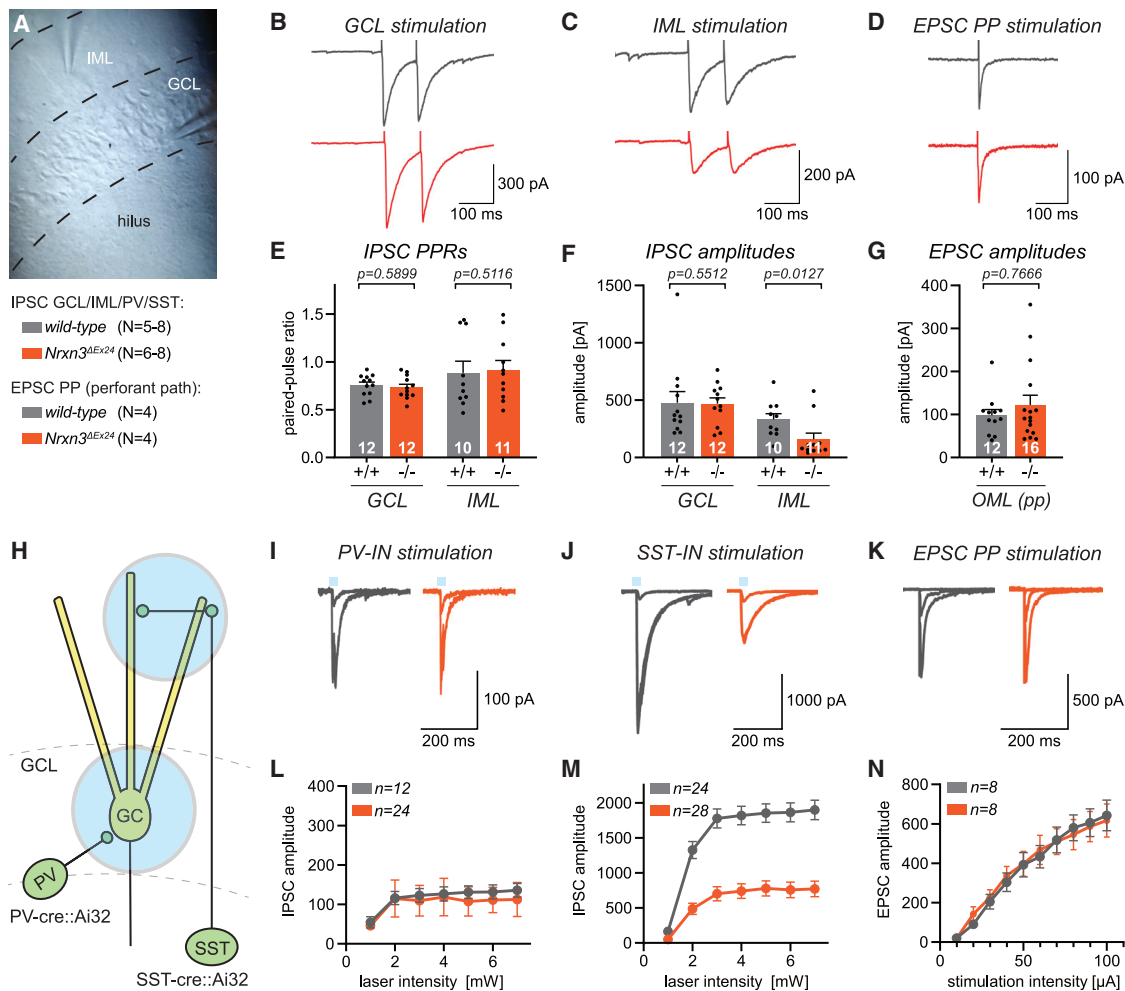 A
IML
GCL
hilus
B
GCL stimulation
300 pA
100 ms
C
IML stimulation
200 pA
100 ms
D
EPSC PP stimulation
100 pA
100 ms
IPSC GCL/IML/PV/SST:
wild-type (N=5-8)
Nrxn3ΔEx24 (N=6-8)
EPSC PP (perforant path):
wild-type (N=4)
Nrxn3ΔEx24 (N=4)
E
IPSC PPRs
p=0.5899
p=0.5116
paired-pulse ratio
2.0
1.5
1.0
0.5
0.0
12
12
10
11
+/+
-/-
+/+
-/-
GCL
IML
F
IPSC amplitudes
p=0.5512
p=0.0127
amplitude [pA]
1500
1000
500
0
12
12
10
11
+/+
-/-
+/+
-/-
GCL
IML
G
EPSC amplitudes
p=0.7666
amplitude [pA]
400
300
200
100
0
12
16
+/+
-/-
OML (pp)
H
GCL
GC
PV
PV-cre::Ai32
SST
SST-cre::Ai32
I
PV-IN stimulation
100 pA
200 ms
J
SST-IN stimulation
1000 pA
200 ms
K
EPSC PP stimulation
500 pA
200 ms
L
n=12
n=24
IPSC amplitude
400
300
200
100
0
0
2
4
6
laser intensity [mW]
M
n=24
n=28
IPSC amplitude
2000
1500
1000
500
0
0
2
4
6
laser intensity [mW]
N
n=8
n=8
EPSC amplitude
800
600
400
200
0
0
50
100
stimulation intensity [µA]